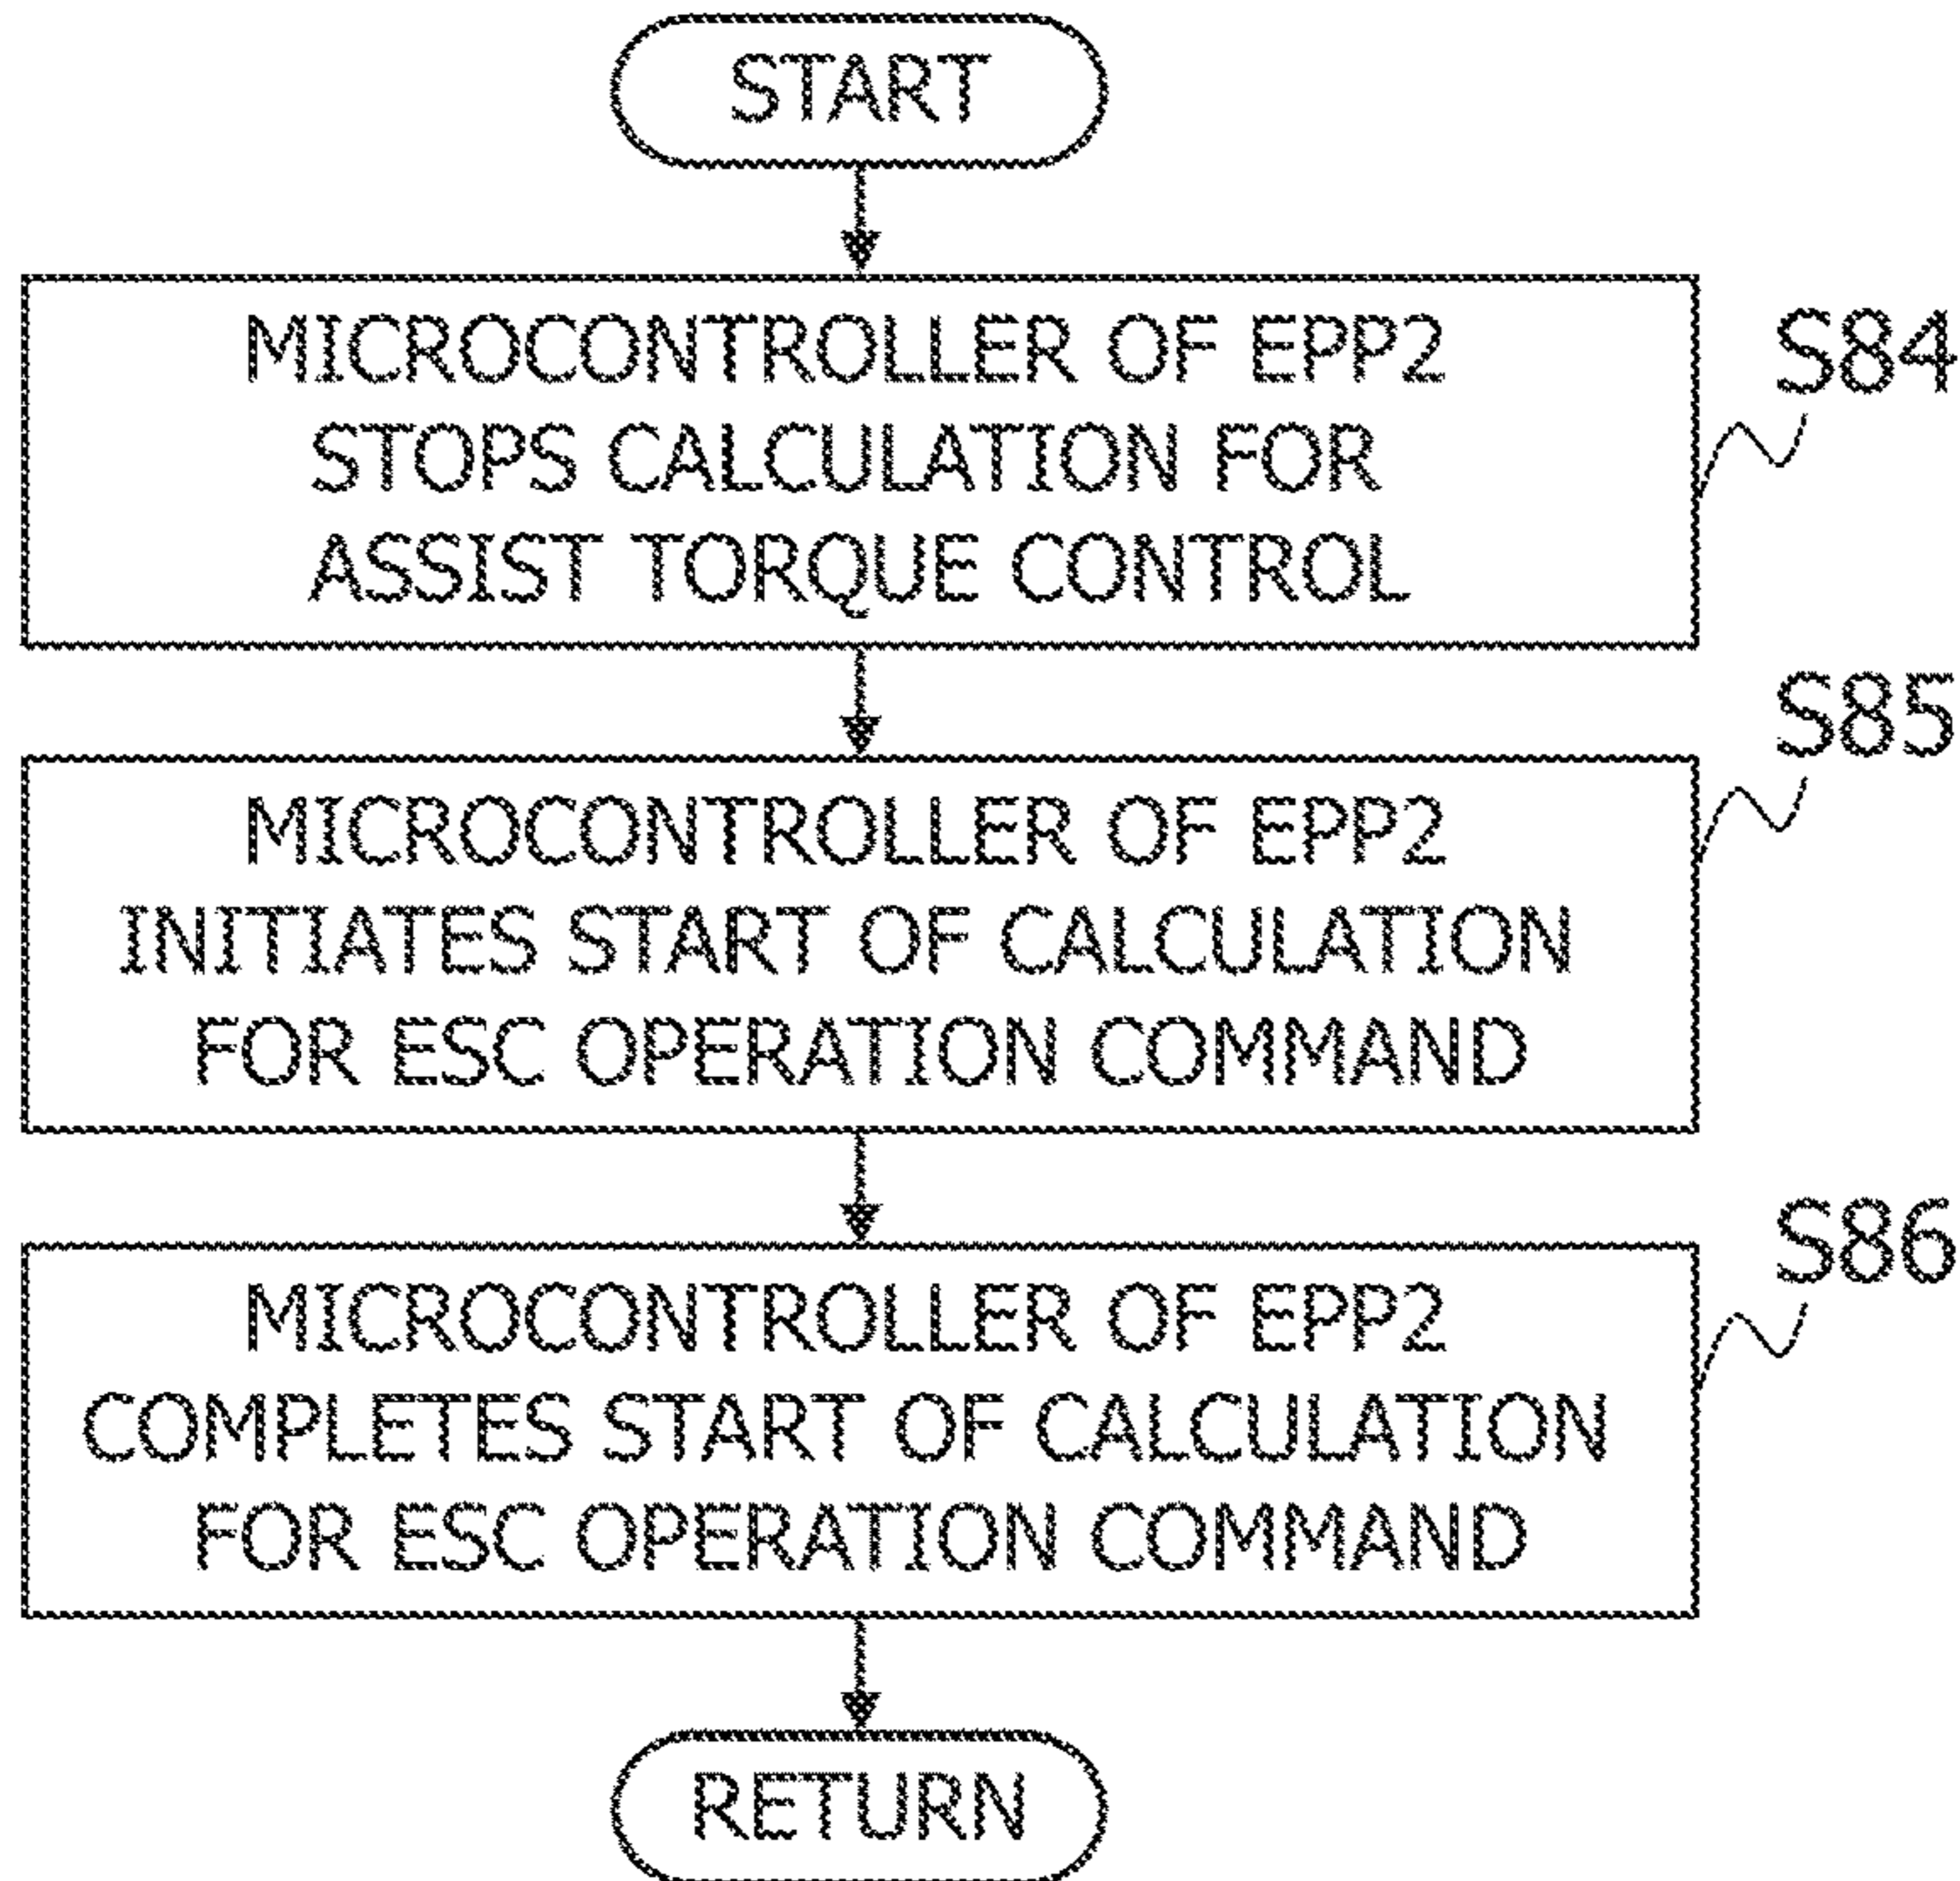 START
MICROCONTROLLER OF EPP2
STOPS CALCULATION FOR
ASSIST TORQUE CONTROL
S84
MICROCONTROLLER OF EPP2
INITIATES START OF CALCULATION
FOR ESC OPERATION COMMAND
S85
MICROCONTROLLER OF EPP2
COMPLETES START OF CALCULATION
FOR ESC OPERATION COMMAND
S86
RETURN